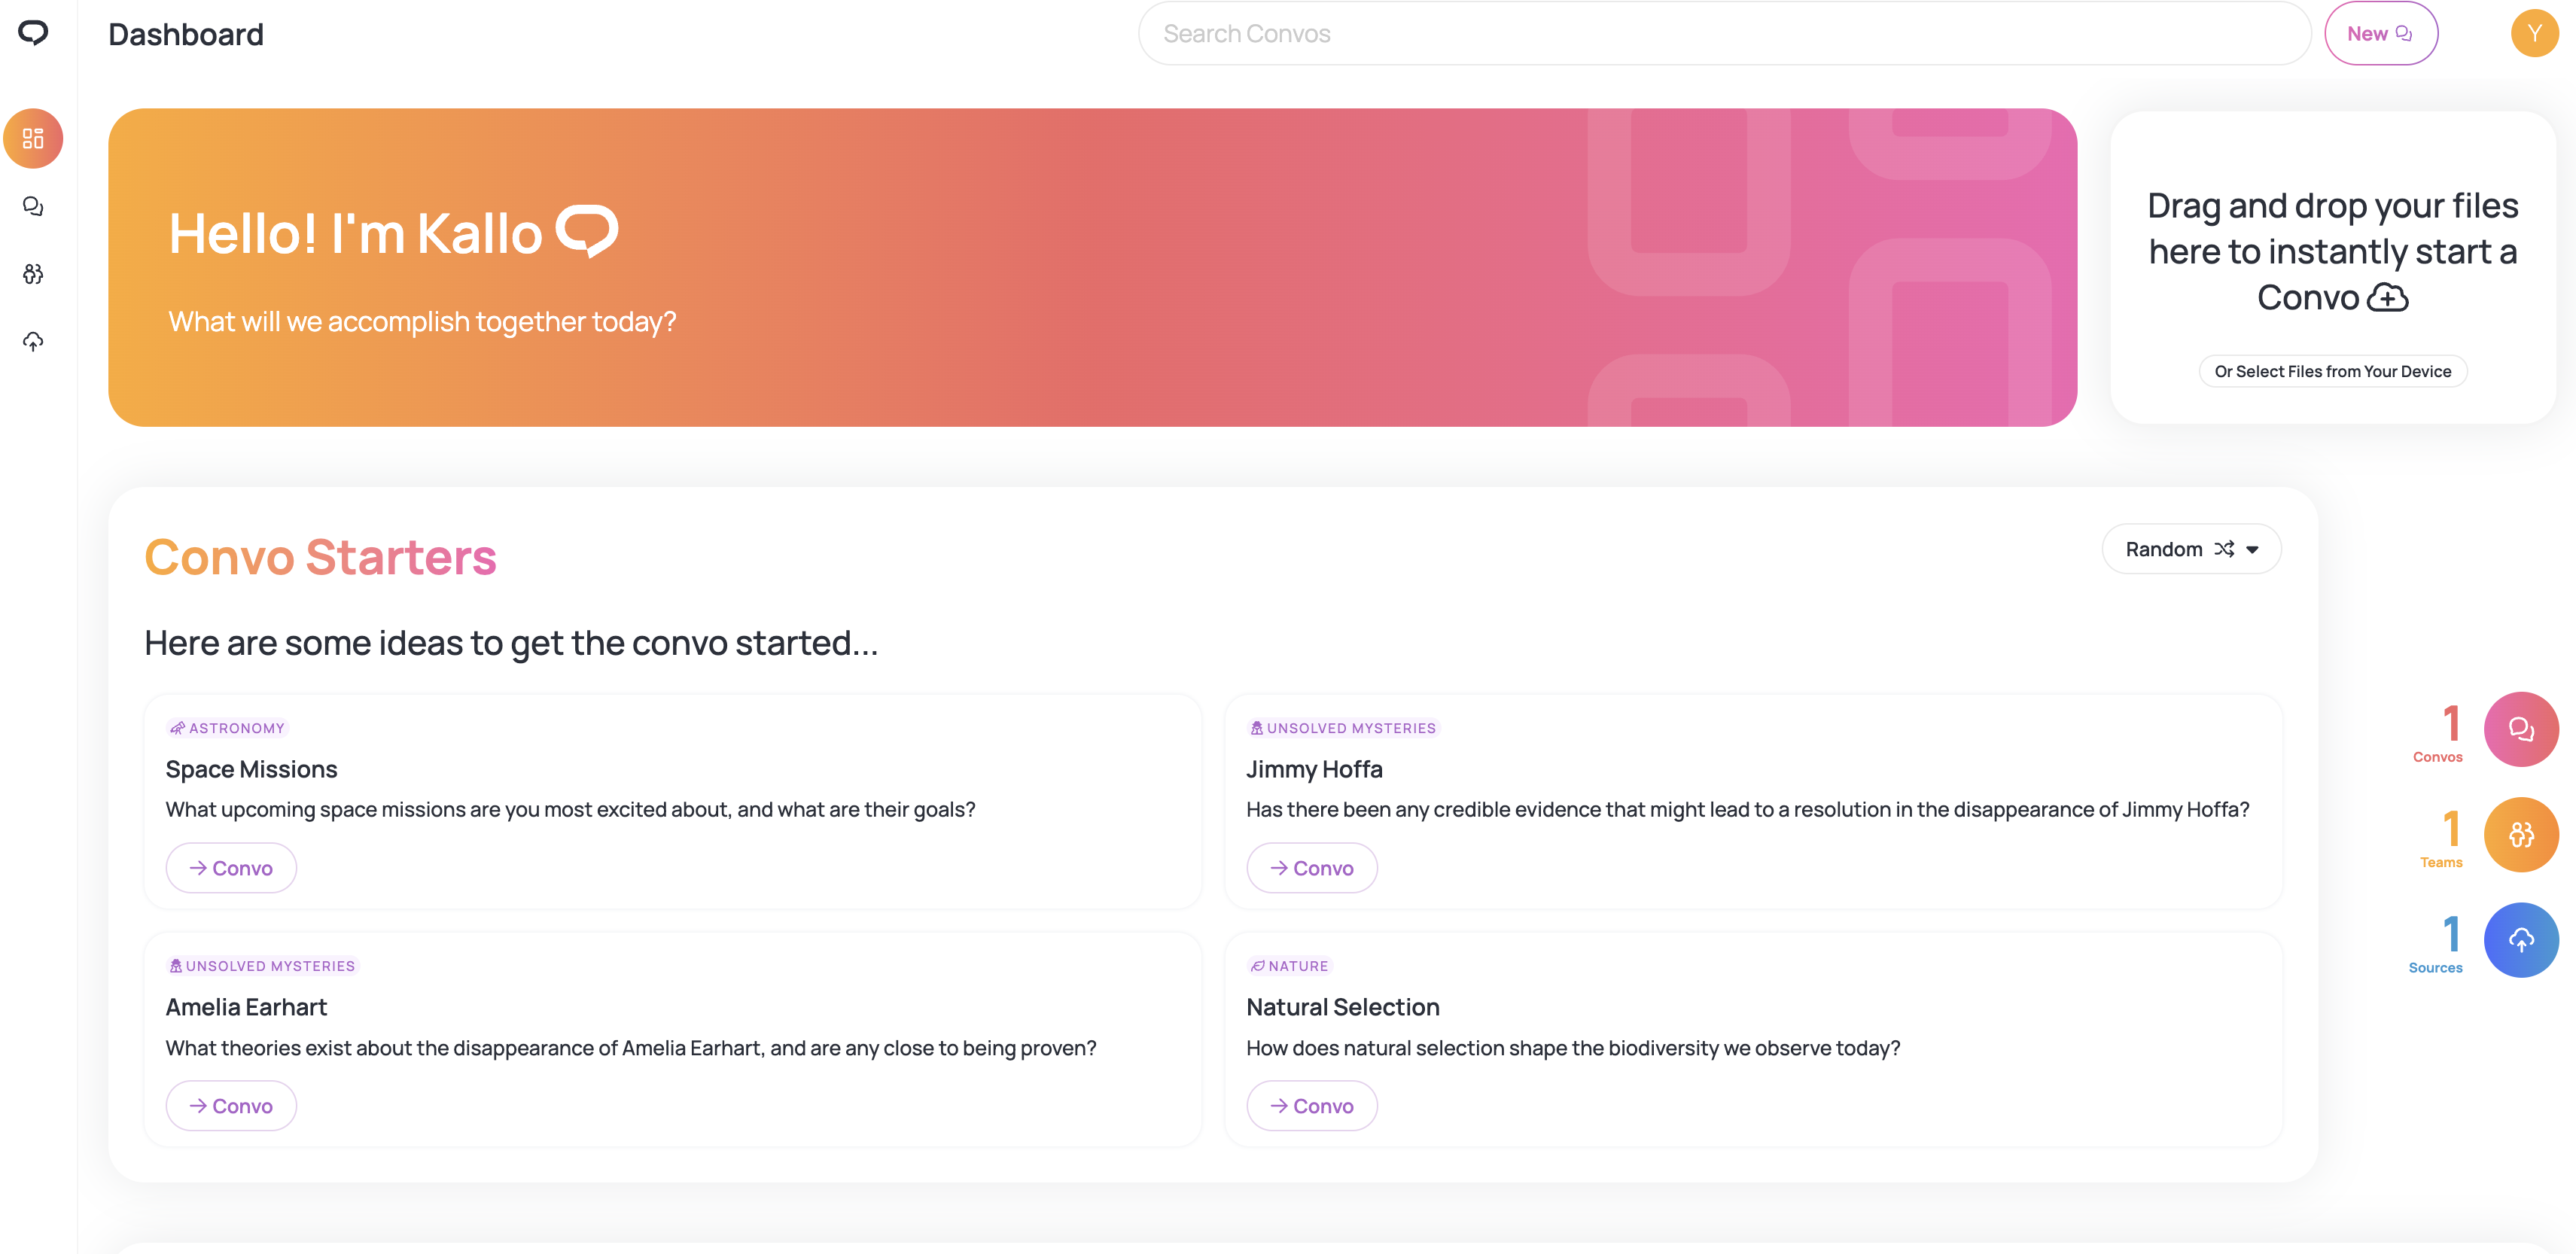 Dashboard
Search Convos
New
Y
Hello! I'm Kallo
What will we accomplish together today?
Drag and drop your files
here to instantly start a
Convo
Or Select Files from Your Device
Convo Starters
Random
Here are some ideas to get the convo started...
ASTRONOMY
Space Missions
What upcoming space missions are you most excited about, and what are their goals?
Convo
UNSOLVED MYSTERIES
Jimmy Hoffa
Has there been any credible evidence that might lead to a resolution in the disappearance of Jimmy Hoffa?
Convo
UNSOLVED MYSTERIES
Amelia Earhart
What theories exist about the disappearance of Amelia Earhart, and are any close to being proven?
Convo
NATURE
Natural Selection
How does natural selection shape the biodiversity we observe today?
Convo
1
Convos
1
Teams
1
Sources